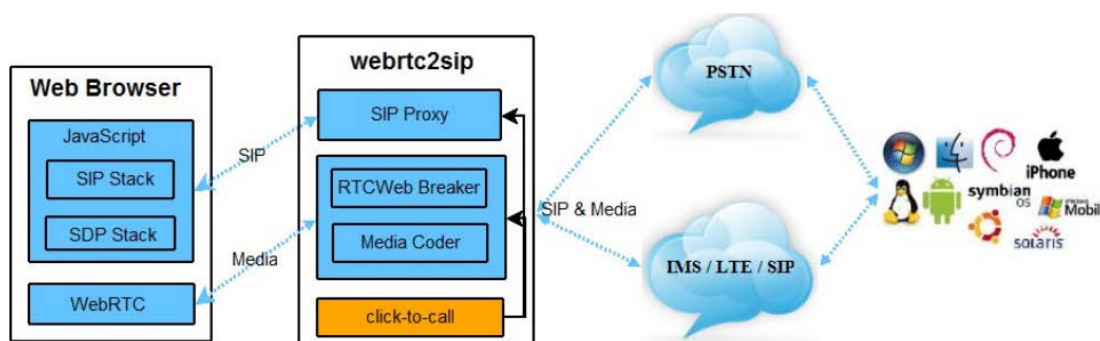 Web Browser
JavaScript
SIP Stack
SDP Stack
WebRTC
SIP
Media
webrtc2sip
SIP Proxy
RTCWeb Breaker
Media Coder
click-to-call
SIP & Media
PSTN
IMS / LTE / SIP
iPhone
symbian
OS
Mobil
solaris